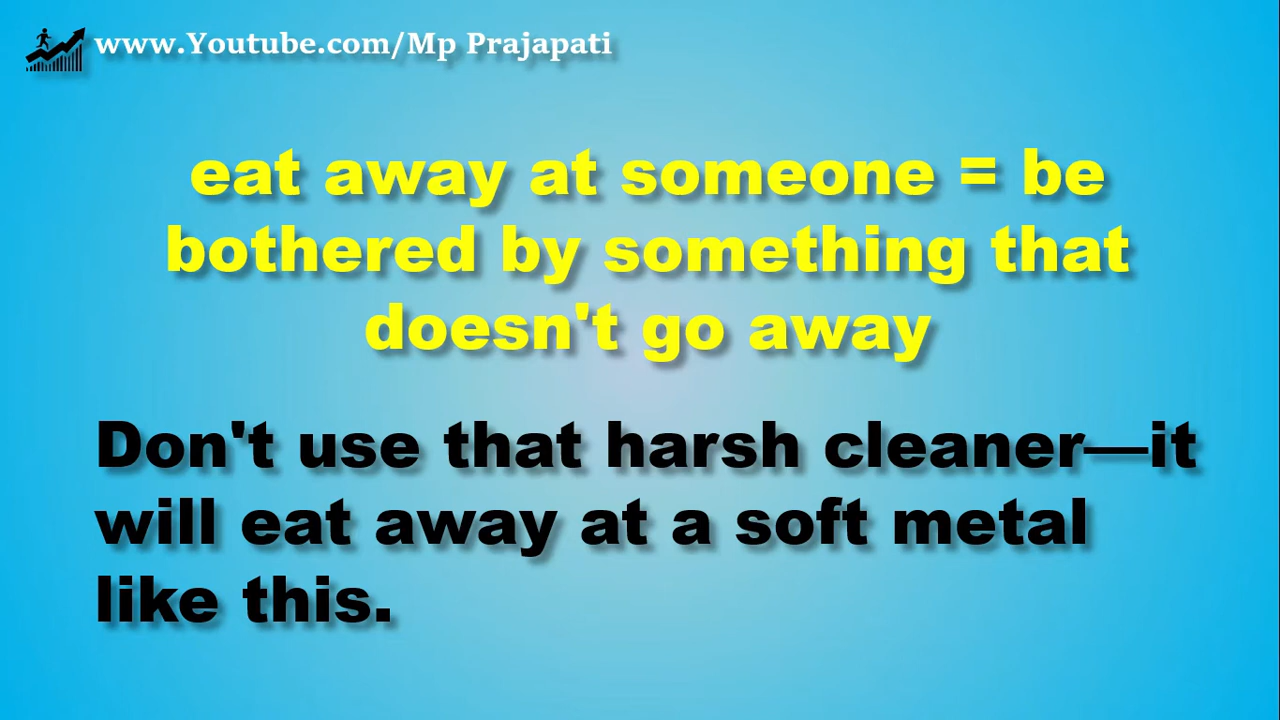 www.Youtube.com/Mp Prajapati
eat away at someone = be
bothered by something that
doesn't go away
Don't use that harsh cleaner—it
will eat away at a soft metal
like this.